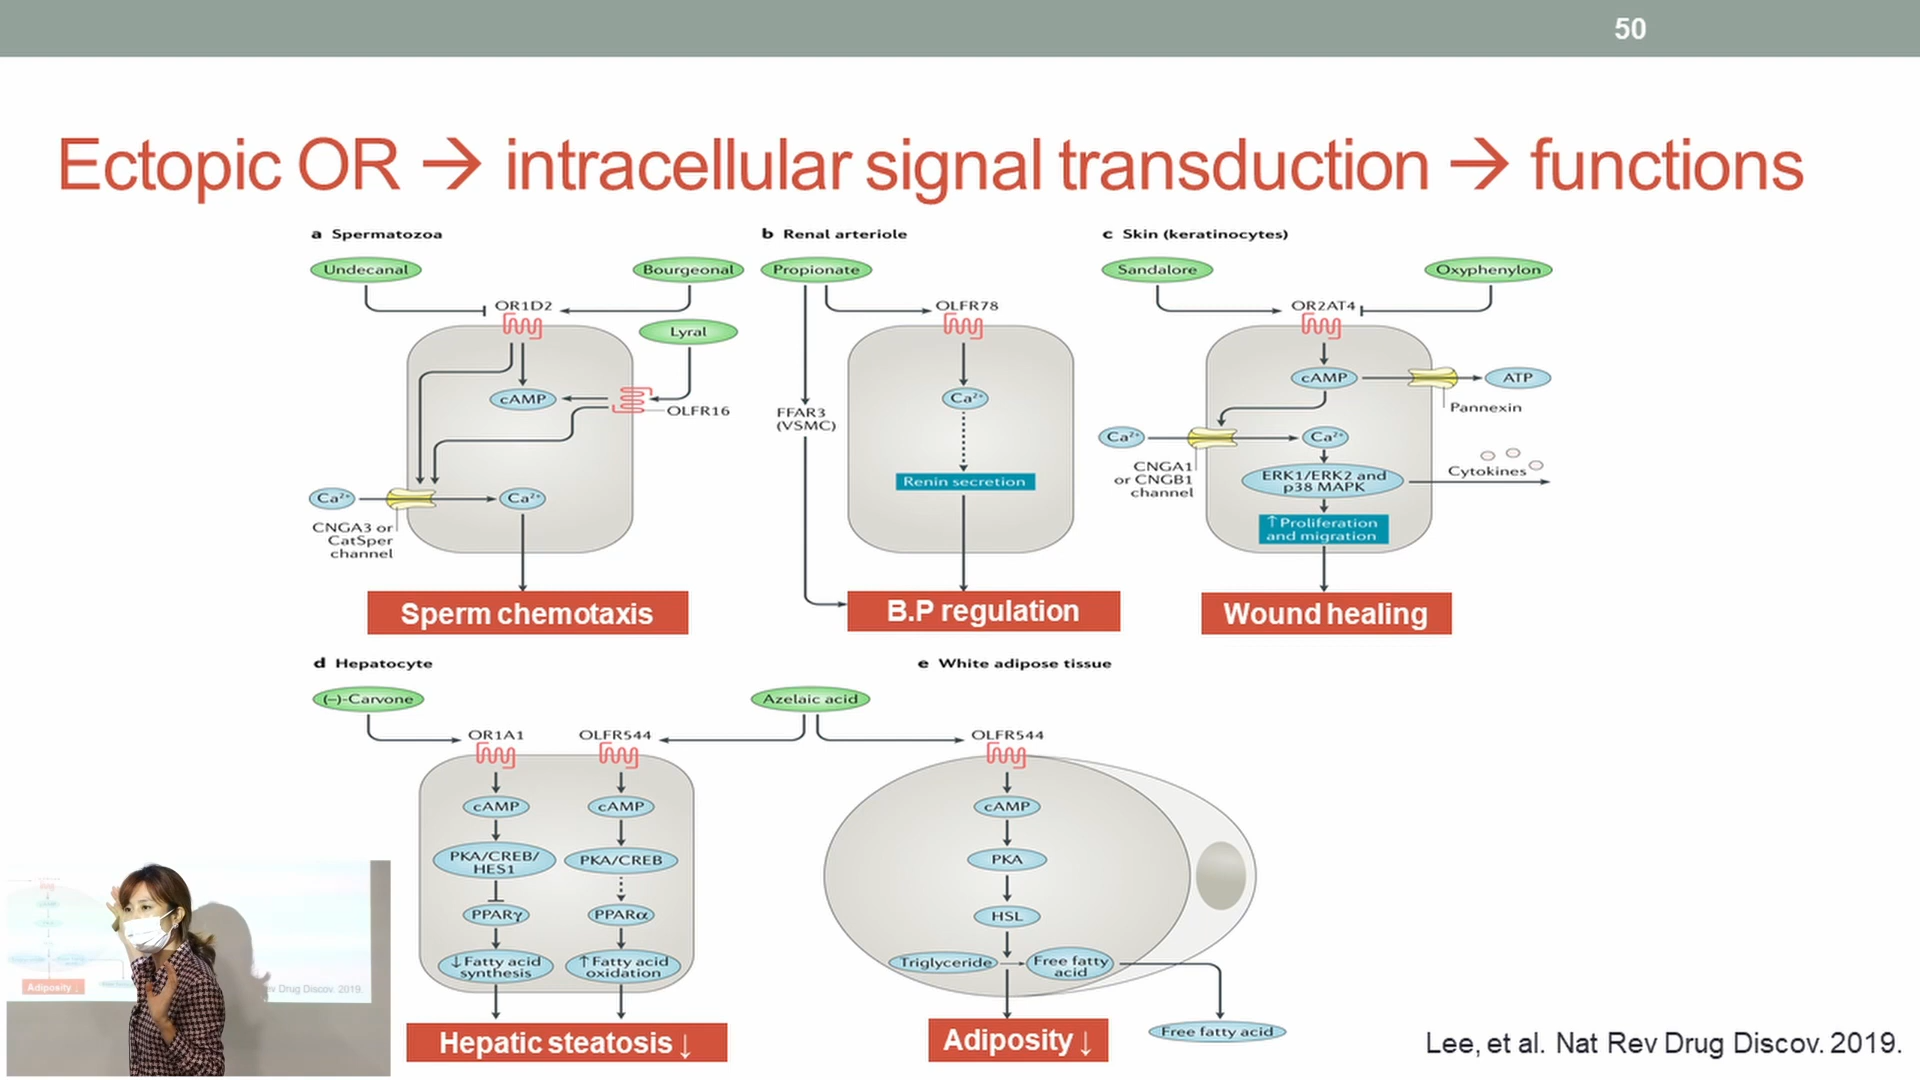 50
Ectopic OR → intracellular signal transduction → functions
a Spermatozoa
Undecanal
Bourgeonal
OR1D2
Lyral
cAMP
OLFR16
Ca²⁺
Ca²⁺
CNGA3 or
CatSper
channel
Sperm chemotaxis
b Renal arteriole
Propionate
OLFR78
Ca²⁺
FFAR3
(VSMC)
Renin secretion
B.P regulation
c Skin (keratinocytes)
Sandalore
Oxyphenylon
OR2AT4
cAMP
ATP
Pannexin
Ca²⁺
Ca²⁺
CNGA1
or CNGB1
channel
ERK1/ERK2 and
p38 MAPK
Cytokines
↑Proliferation
and migration
Wound healing
d Hepatocyte
(–)-Carvone
Azelaic acid
OR1A1
OLFR544
cAMP
cAMP
PKA/CREB/
HES1
PKA/CREB
PPARγ
PPARα
↓Fatty acid
synthesis
↑Fatty acid
oxidation
Hepatic steatosis↓
e White adipose tissue
OLFR544
cAMP
PKA
HSL
Triglyceride
Free fatty
acid
Free fatty acid
Adiposity↓
Lee, et al. Nat Rev Drug Discov. 2019.
Adiposity ↓
ev Drug Discov. 2019.